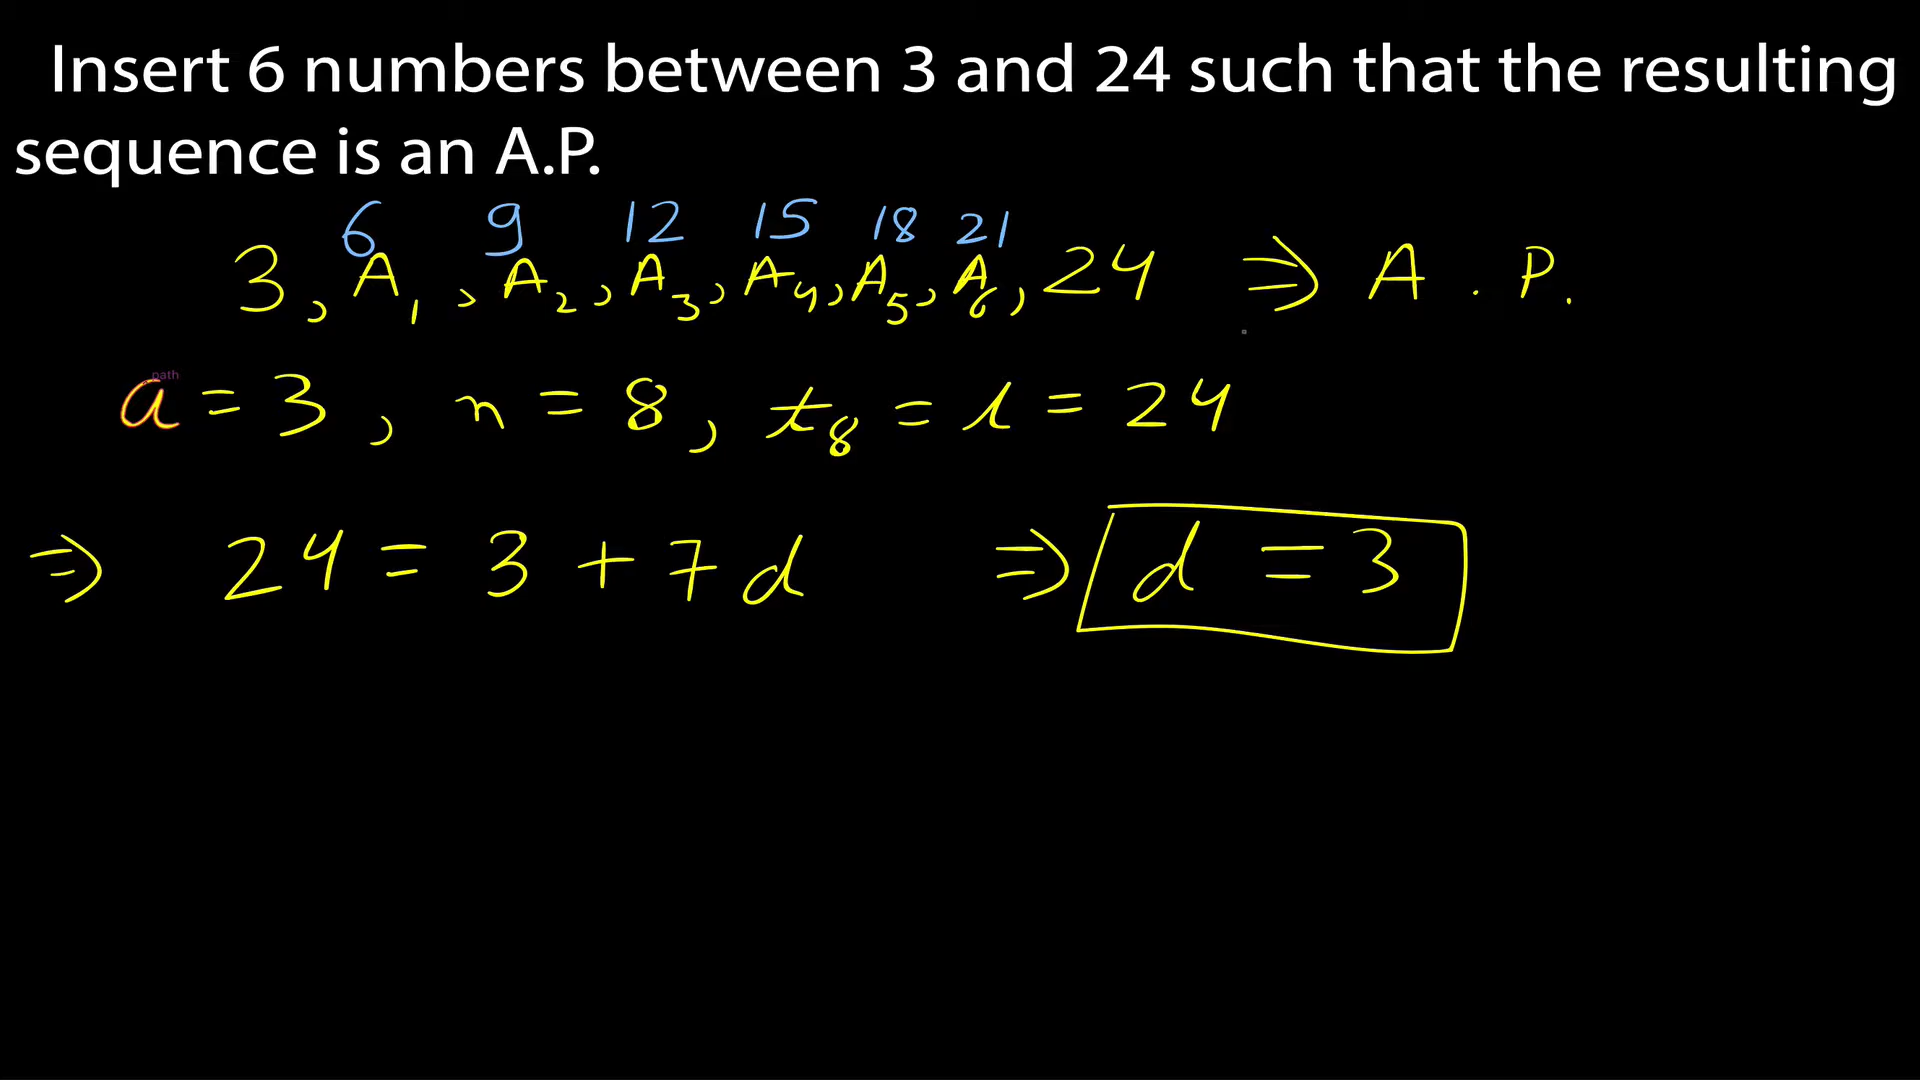 Insert 6 numbers between 3 and 24 such that the resulting
sequence is an A.P.
6 9 12 15 18 21
3, A₁, A₂, A₃, A₄, A₅, A₆, 24 ⇒ A.P.
path
a = 3, n = 8, t₈ = l = 24
⇒ 24 = 3 + 7d ⇒ d = 3